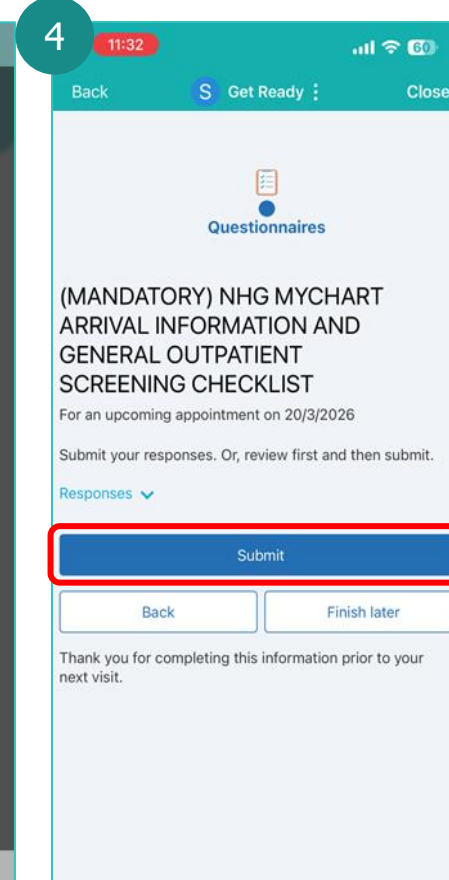 4
11:32
60
Back
S Get Ready
Close
Questionnaires
(MANDATORY) NHG MYCHART
ARRIVAL INFORMATION AND
GENERAL OUTPATIENT
SCREENING CHECKLIST
For an upcoming appointment on 20/3/2026
Submit your responses. Or, review first and then submit.
Responses
Submit
Back
Finish later
Thank you for completing this information prior to your
next visit.